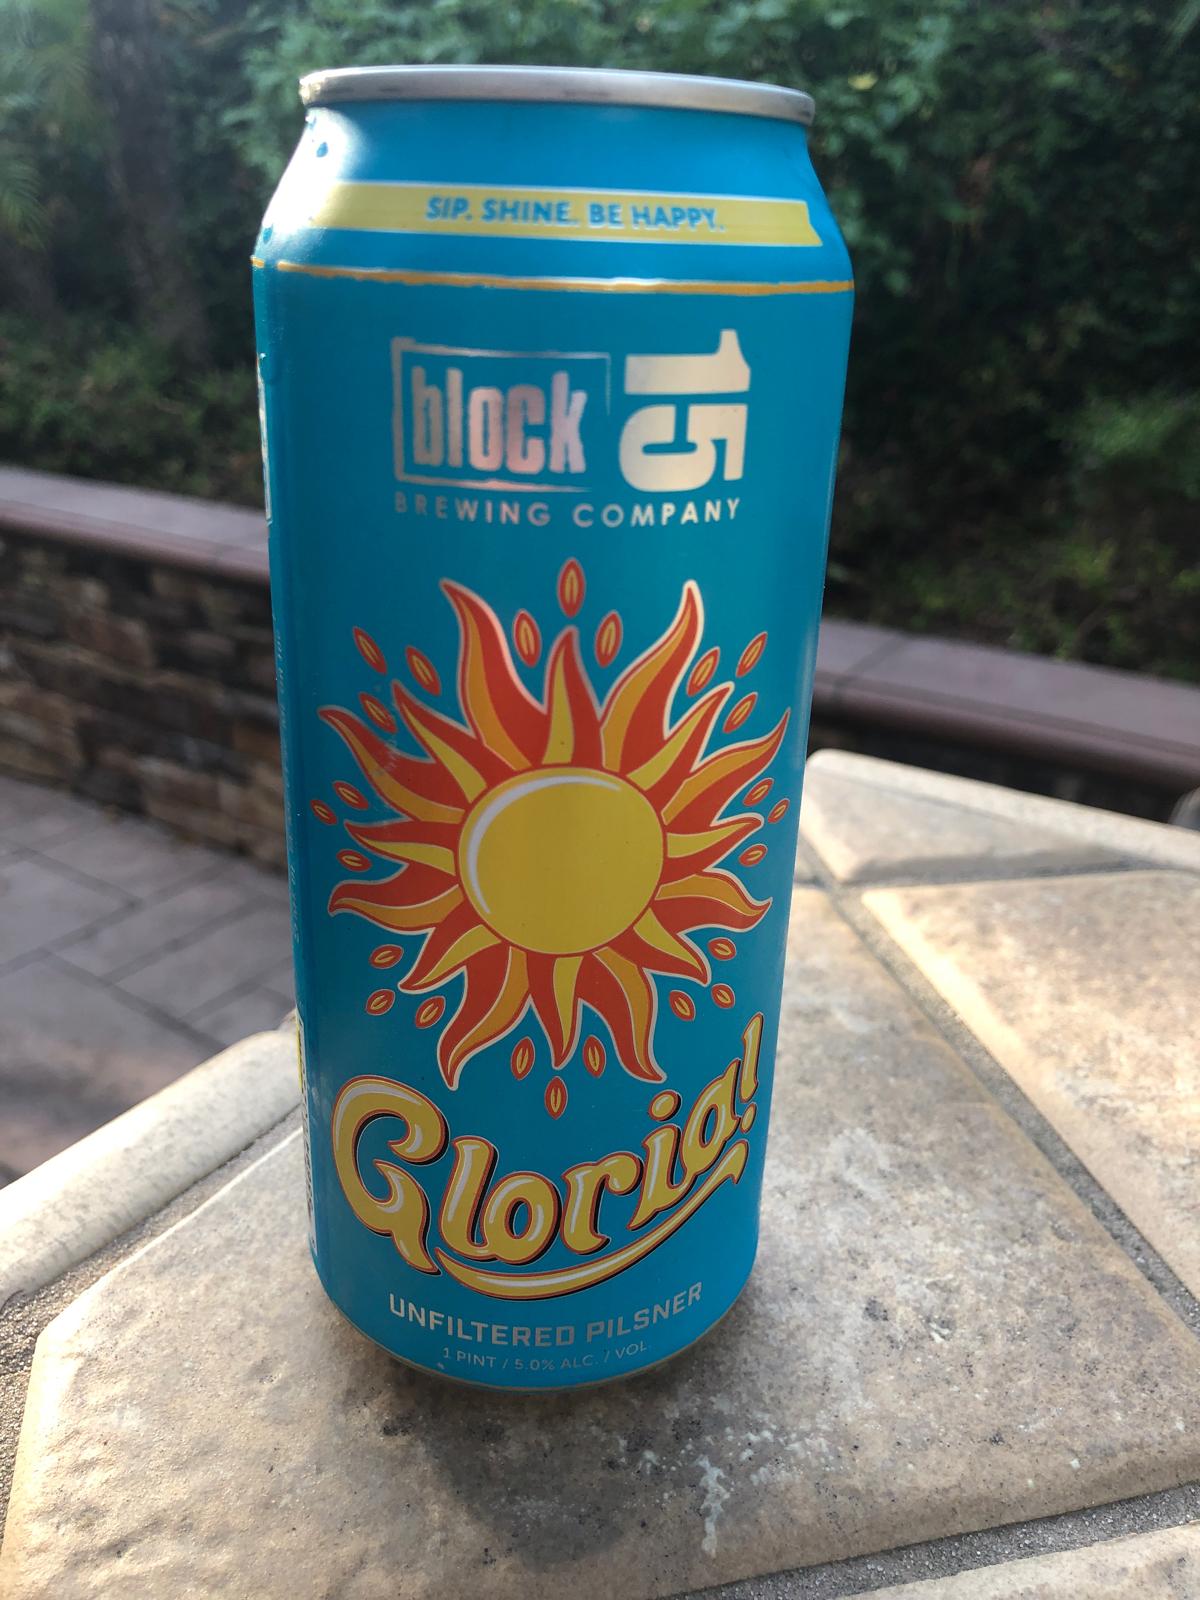 SIP. SHINE. BE HAPPY.
block 15
BREWING COMPANY
Gloria!
UNFILTERED PILSNER
1 PINT / 5.0% ALC. / VOL.